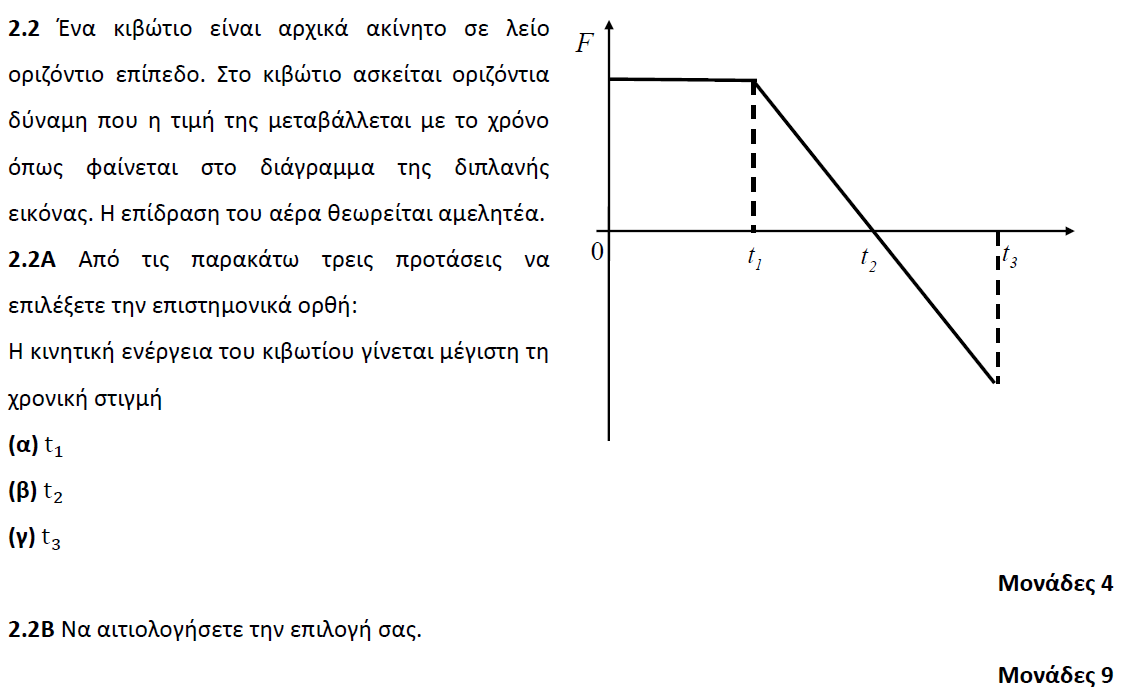 2.2 Ένα κιβώτιο είναι αρχικά ακίνητο σε λείο
οριζόντιο επίπεδο. Στο κιβώτιο ασκείται οριζόντια
δύναμη που η τιμή της μεταβάλλεται με το χρόνο
όπως φαίνεται στο διάγραμμα της διπλανής
εικόνας. Η επίδραση του αέρα θεωρείται αμελητέα.
2.2Α Από τις παρακάτω τρεις προτάσεις να
επιλέξετε την επιστημονικά ορθή:
Η κινητική ενέργεια του κιβωτίου γίνεται μέγιστη τη
χρονική στιγμή
(α) t₁
(β) t₂
(γ) t₃
F
0
t₁
t₂
t₃
Μονάδες 4
2.2Β Να αιτιολογήσετε την επιλογή σας.
Μονάδες 9